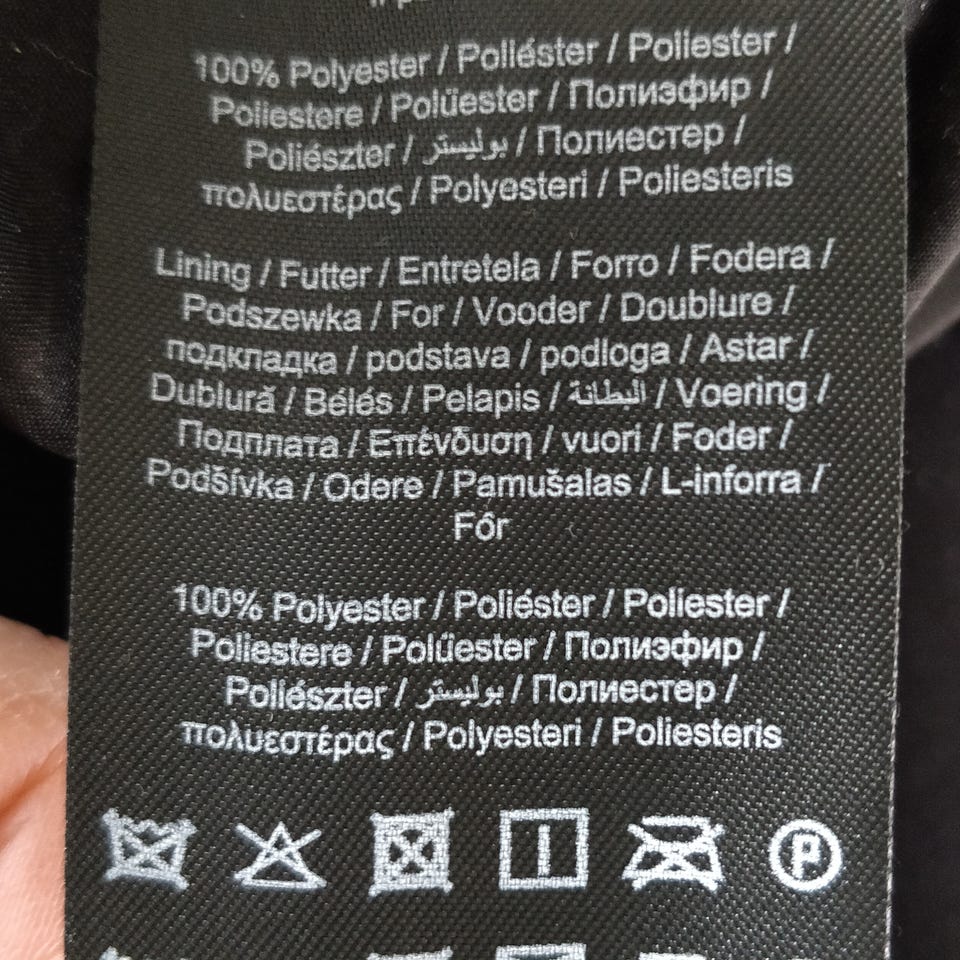 100% Polyester / Poliéster / Poliester /
Poliestere / Polüester / Полиэфир /
Poliészter / بوليستر / Полиестер /
πολυεστέρας / Polyesteri / Poliesteris
Lining / Futter / Entretela / Forro / Fodera /
Podszewka / For / Vooder / Doublure /
подкладка / podstava / podloga / Astar /
Dublură / Bélés / Pelapis / البطانة / Voering /
Подплата / Επένδυση / vuori / Foder /
Podšívka / Odere / Pamušalas / L-inforra /
Fôr
100% Polyester / Poliéster / Poliester /
Poliestere / Polüester / Полиэфир /
Poliészter / بوليستر / Полиестер /
πολυεστέρας / Polyesteri / Poliesteris
P